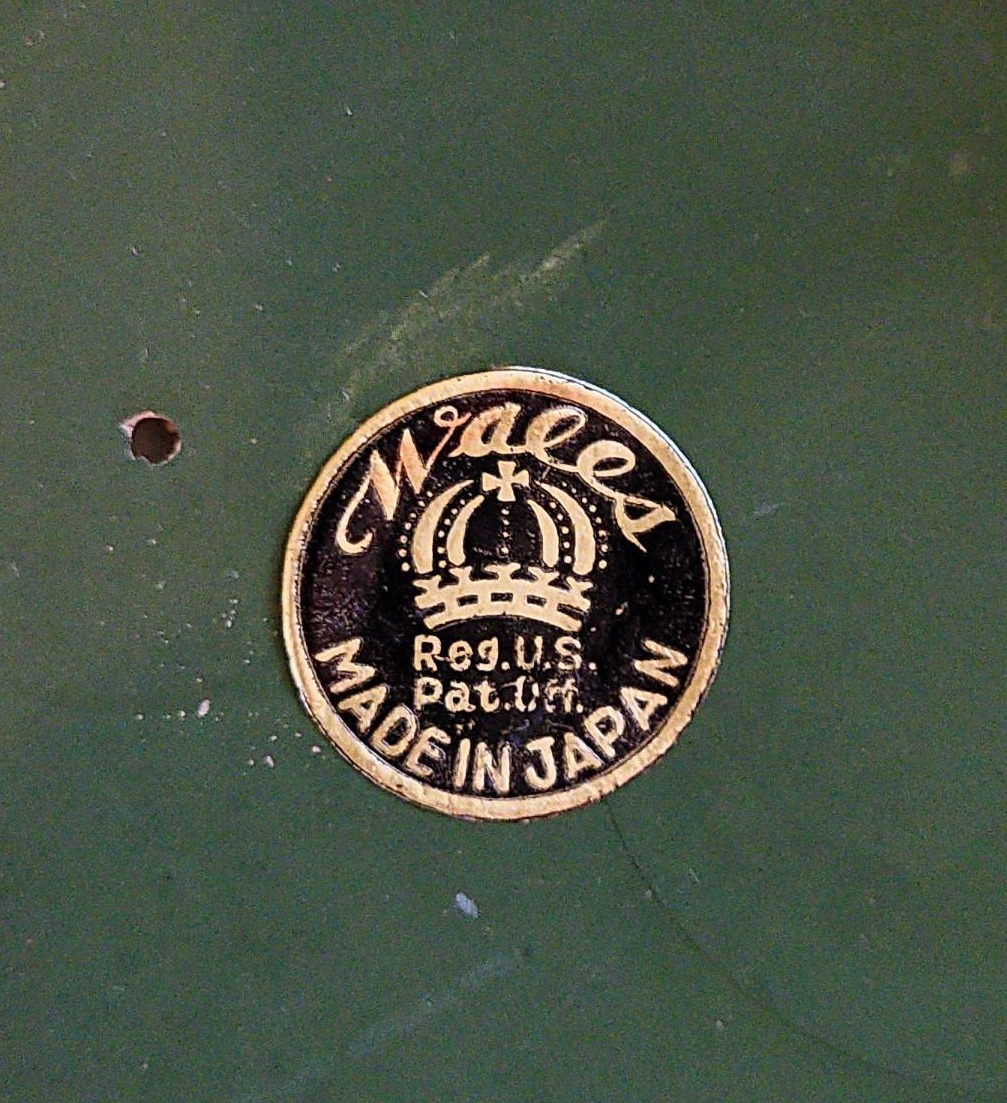 Wales
Reg. U.S.
Pat. Off.
MADE IN JAPAN